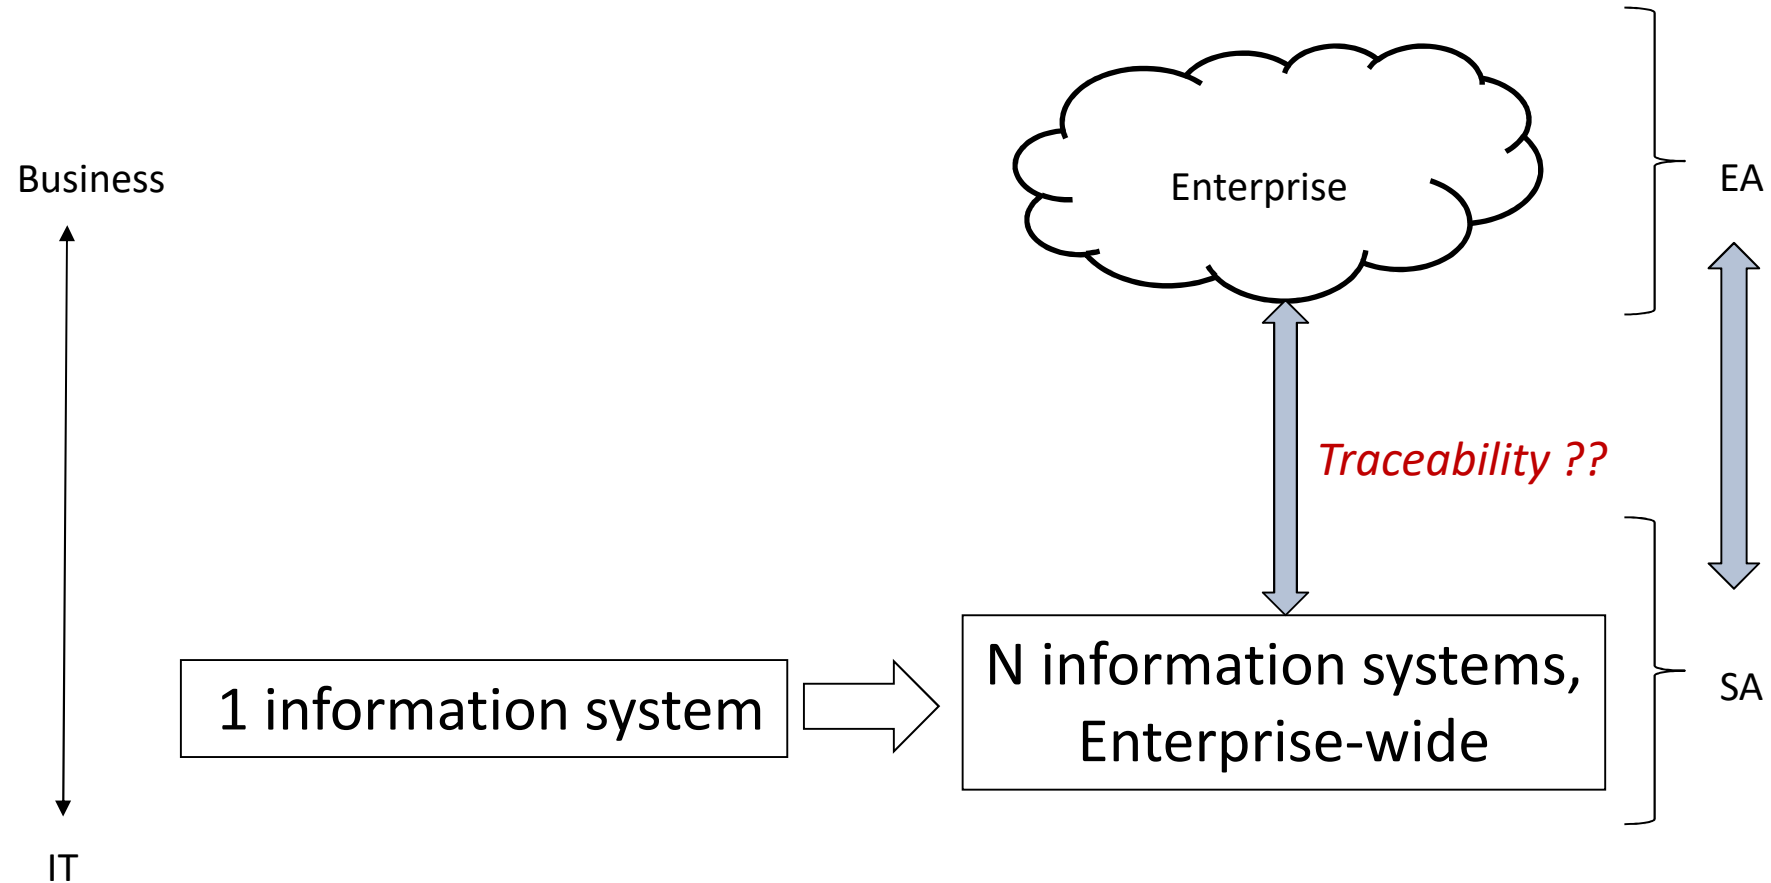 Business
Enterprise
EA
Traceability ??
1 information system
N information systems,
Enterprise-wide
SA
IT